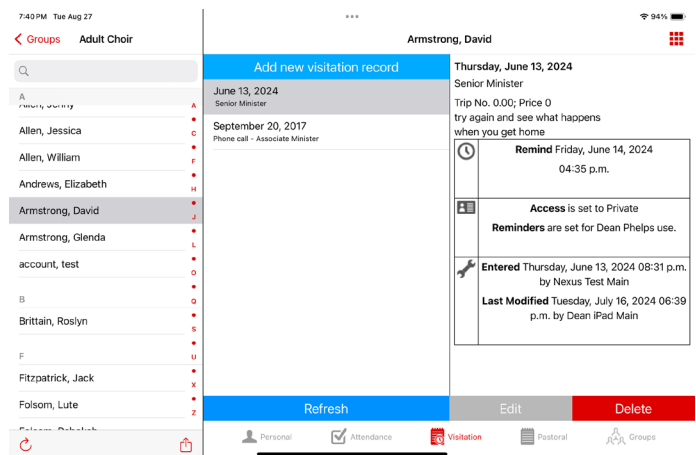 7:40 PM Tue Aug 27
94%
Groups Adult Choir
Armstrong, David
A
Allen, Jenny
Allen, Jessica
Allen, William
Andrews, Elizabeth
Armstrong, David
Armstrong, Glenda
account, test
B
Brittain, Roslyn
F
Fitzpatrick, Jack
Folsom, Lute
A
C
F
H
J
L
O
Q
S
U
X
Z
Add new visitation record
June 13, 2024
Senior Minister
September 20, 2017
Phone call - Associate Minister
Refresh
Thursday, June 13, 2024
Senior Minister
Trip No. 0.00; Price 0
try again and see what happens
when you get home
Remind Friday, June 14, 2024
04:35 p.m.
Access is set to Private
Reminders are set for Dean Phelps use.
Entered Thursday, June 13, 2024 08:31 p.m.
by Nexus Test Main
Last Modified Tuesday, July 16, 2024 06:39
p.m. by Dean iPad Main
Edit
Delete
Personal
Attendance
Visitation
Pastoral
Groups